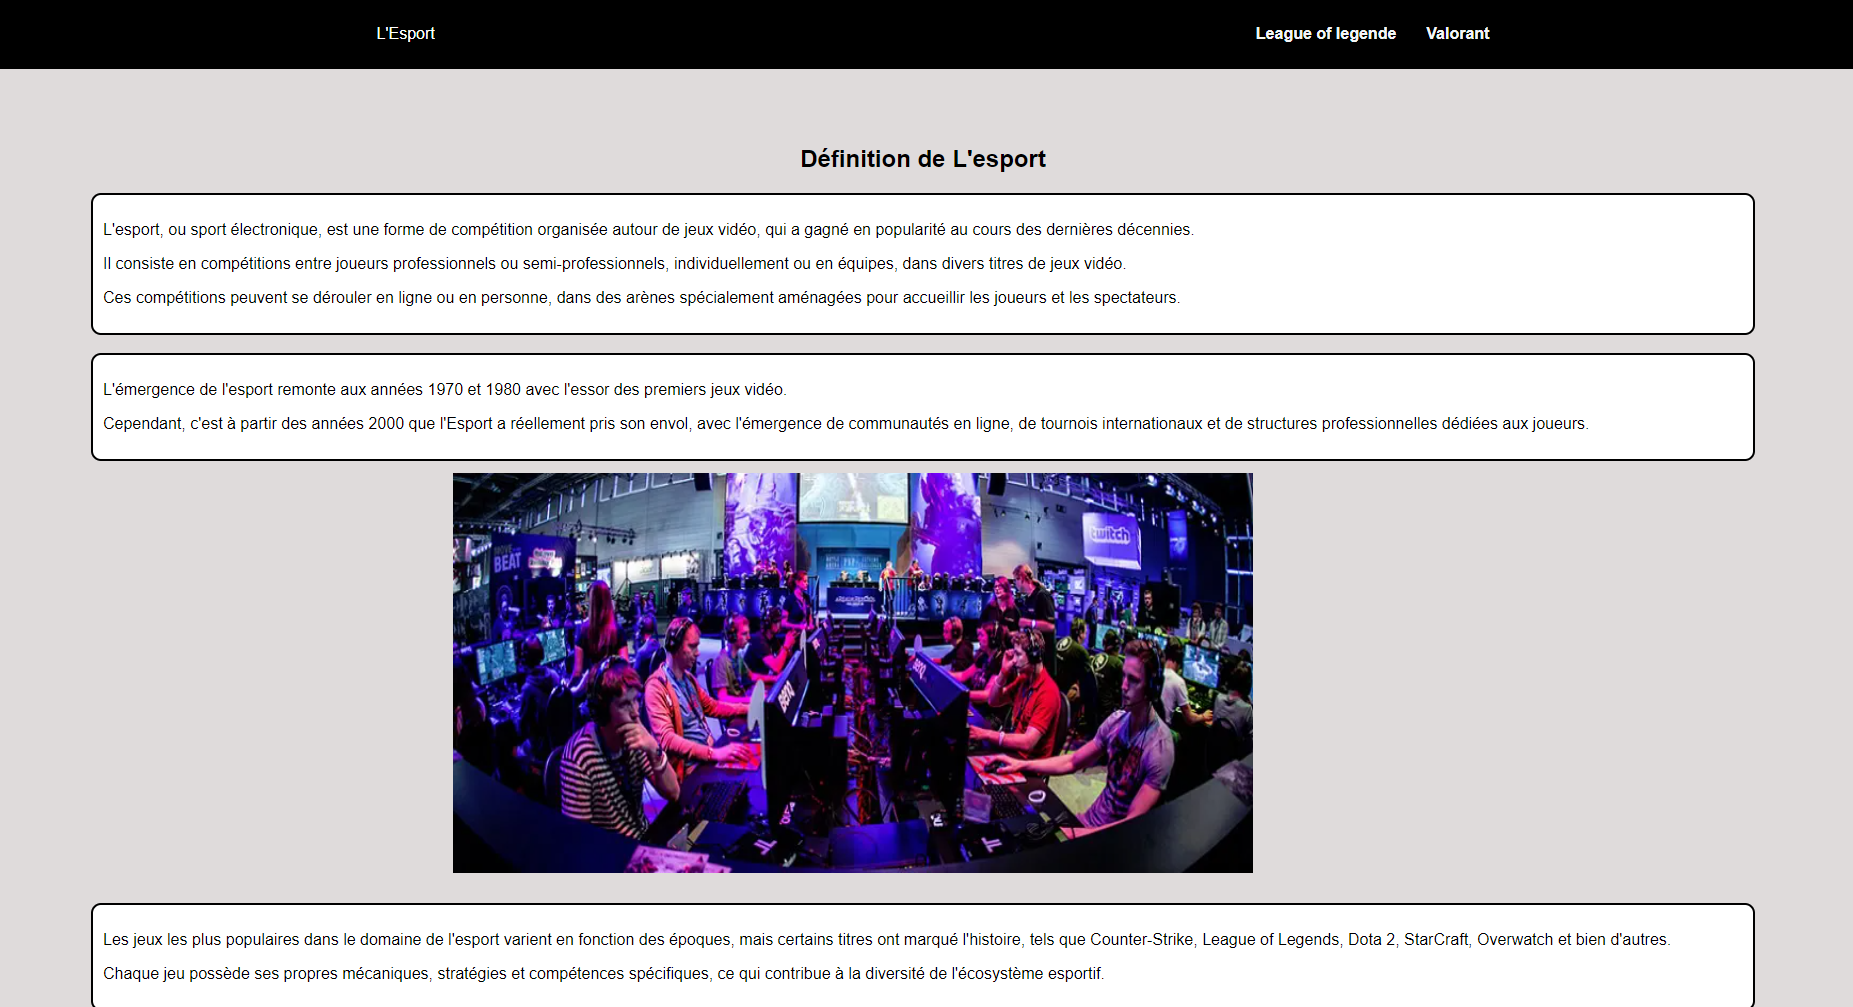 L'Esport
League of legende
Valorant
Définition de L'esport
L'esport, ou sport électronique, est une forme de compétition organisée autour de jeux vidéo, qui a gagné en popularité au cours des dernières décennies.
Il consiste en compétitions entre joueurs professionnels ou semi-professionnels, individuellement ou en équipes, dans divers titres de jeux vidéo.
Ces compétitions peuvent se dérouler en ligne ou en personne, dans des arènes spécialement aménagées pour accueillir les joueurs et les spectateurs.
L'émergence de l'esport remonte aux années 1970 et 1980 avec l'essor des premiers jeux vidéo.
Cependant, c'est à partir des années 2000 que l'Esport a réellement pris son envol, avec l'émergence de communautés en ligne, de tournois internationaux et de structures professionnelles dédiées aux joueurs.
twitch
BEAT
BenQ
BenQ
Les jeux les plus populaires dans le domaine de l'esport varient en fonction des époques, mais certains titres ont marqué l'histoire, tels que Counter-Strike, League of Legends, Dota 2, StarCraft, Overwatch et bien d'autres.
Chaque jeu possède ses propres mécaniques, stratégies et compétences spécifiques, ce qui contribue à la diversité de l'écosystème esportif.